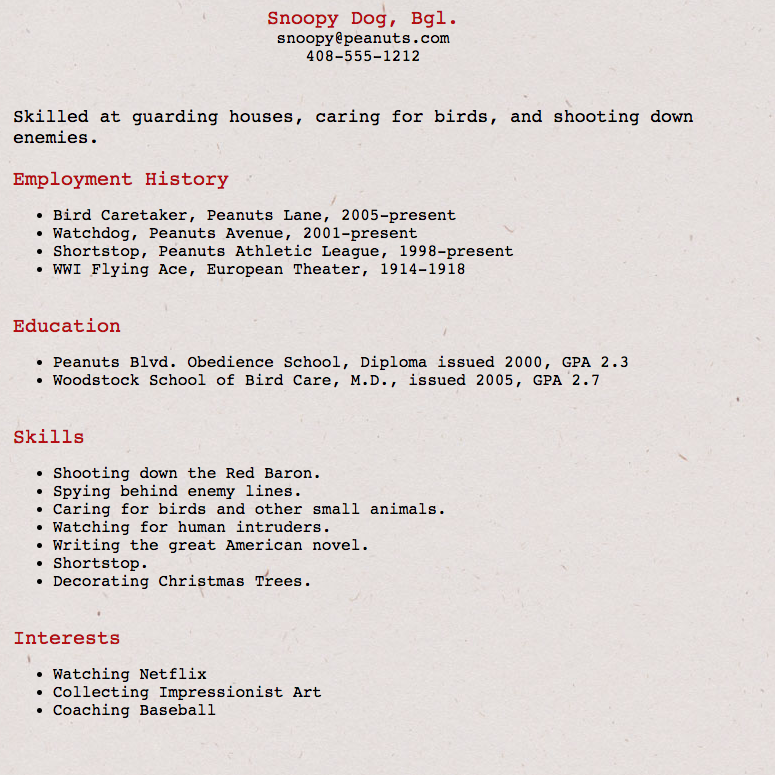 Snoopy Dog, Bgl.
snoopy@peanuts.com
408-555-1212
Skilled at guarding houses, caring for birds, and shooting down
enemies.
Employment History
• Bird Caretaker, Peanuts Lane, 2005-present
• Watchdog, Peanuts Avenue, 2001-present
• Shortstop, Peanuts Athletic League, 1998-present
• WWI Flying Ace, European Theater, 1914-1918
Education
• Peanuts Blvd. Obedience School, Diploma issued 2000, GPA 2.3
• Woodstock School of Bird Care, M.D., issued 2005, GPA 2.7
Skills
• Shooting down the Red Baron.
• Spying behind enemy lines.
• Caring for birds and other small animals.
• Watching for human intruders.
• Writing the great American novel.
• Shortstop.
• Decorating Christmas Trees.
Interests
• Watching Netflix
• Collecting Impressionist Art
• Coaching Baseball